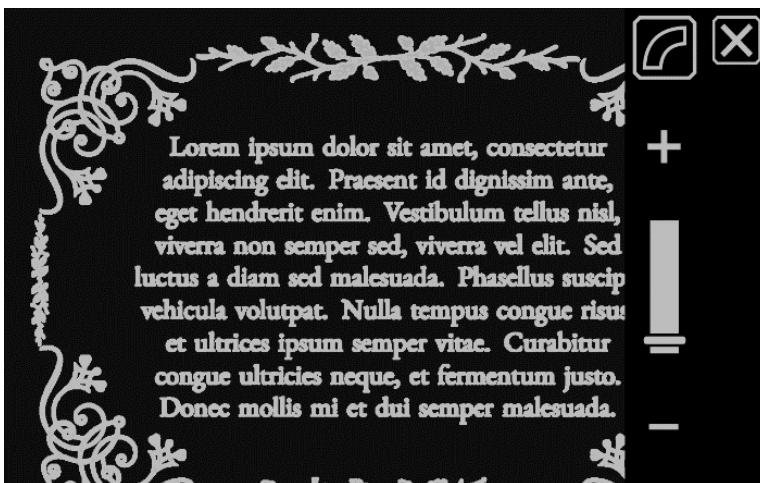 Lorem ipsum dolor sit amet, consectetur
adipiscing elit. Praesent id dignissim ante,
eget hendrerit enim. Vestibulum tellus nisl,
viverra non semper sed, viverra vel elit. Sed
luctus a diam sed malesuada. Phasellus suscip
vehicula volutpat. Nulla tempus congue risus
et ultrices ipsum semper vitae. Curabitur
congue ultricies neque, et fermentum justo.
Donec mollis mi et dui semper malesuada.